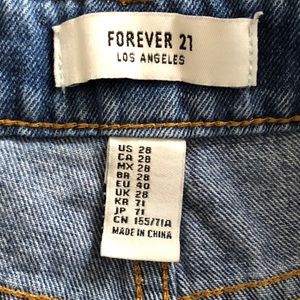 FOREVER 21
LOS ANGELES
US 28
CA 28
MX 28
BR 28
EU 40
UK 28
KR 71
JP 71
CN 155/71A
MADE IN CHINA